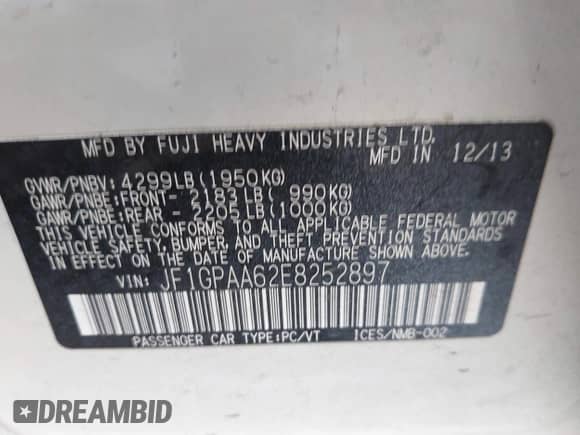 MFD BY FUJI HEAVY INDUSTRIES LTD.
MFD IN 12/13
GVWR/PNBV: 4299LB(1950KG)
GAWR/PNBE:FRONT- 2183LB( 990KG)
GAWR/PNBE:REAR - 2205LB(1000KG)
THIS VEHICLE CONFORMS TO ALL APPLICABLE FEDERAL MOTOR
VEHICLE SAFETY, BUMPER, AND THEFT PREVENTION STANDARDS
IN EFFECT ON THE DATE OF MANUFACTURE SHOWN ABOVE.
VIN: JF1GPAA62E8252897
PASSENGER CAR TYPE:PC/VT ICES/NMB-002
DREAMBID